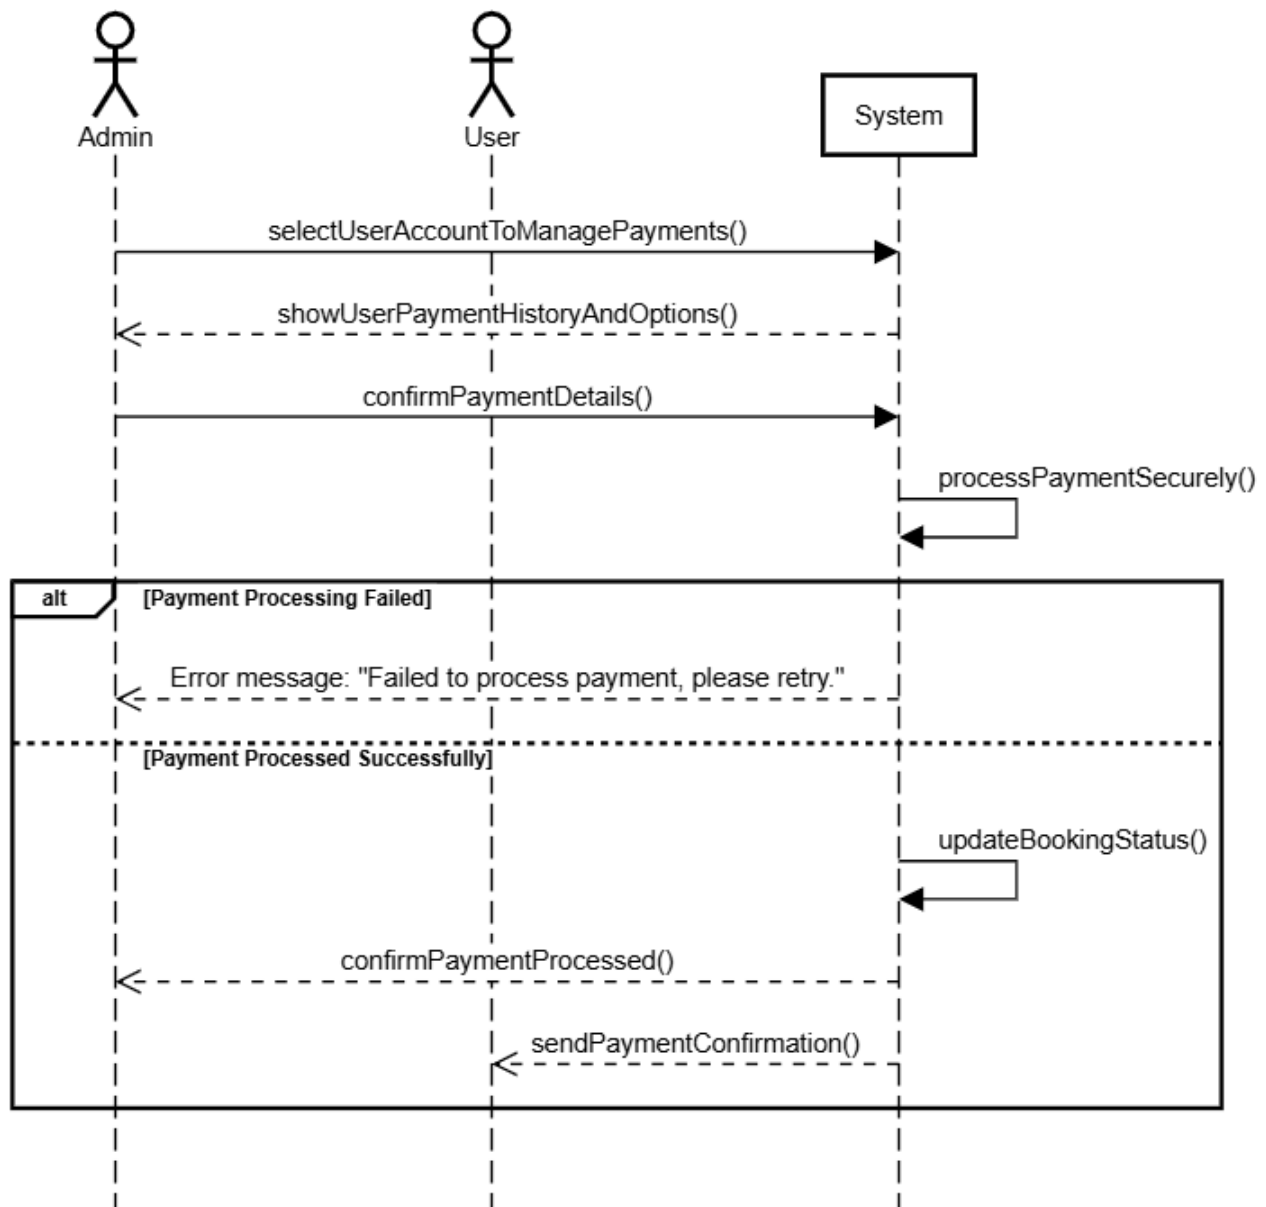 Admin
User
System
selectUserAccountToManagePayments()
showUserPaymentHistoryAndOptions()
confirmPaymentDetails()
processPaymentSecurely()
alt
[Payment Processing Failed]
Error message: "Failed to process payment, please retry."
[Payment Processed Successfully]
updateBookingStatus()
confirmPaymentProcessed()
sendPaymentConfirmation()